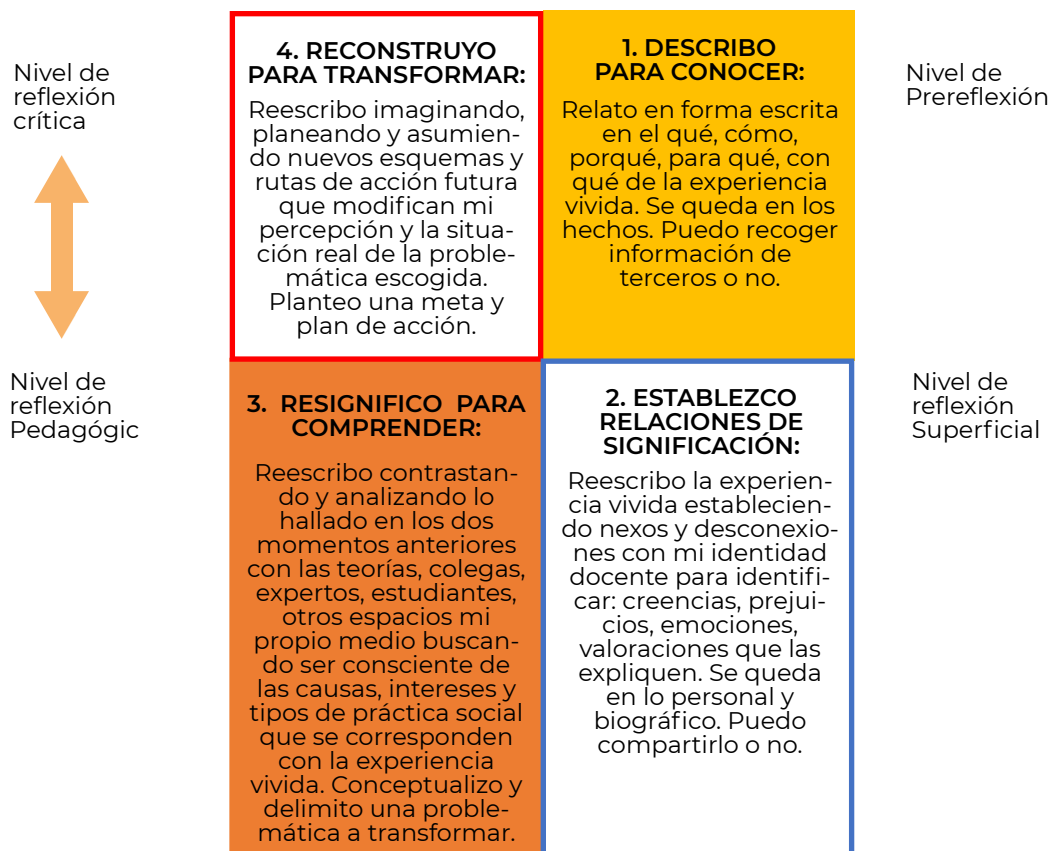 Nivel de
reflexión
crítica
4. RECONSTRUYO
PARA TRANSFORMAR:
Reescribo imaginando,
planeando y asumien-
do nuevos esquemas y
rutas de acción futura
que modifican mi
percepción y la situa-
ción real de la proble-
mática escogida.
Planteo una meta y
plan de acción.
1. DESCRIBO
PARA CONOCER:
Relato en forma escrita
en el qué, cómo,
porqué, para qué, con
qué de la experiencia
vivida. Se queda en los
hechos. Puedo recoger
información de
terceros o no.
Nivel de
Prereflexión
Nivel de
reflexión
Pedagógic
3. RESIGNIFICO PARA
COMPRENDER:
Reescribo contrastan-
do y analizando lo
hallado en los dos
momentos anteriores
con las teorías, colegas,
expertos, estudiantes,
otros espacios mi
propio medio buscan-
do ser consciente de
las causas, intereses y
tipos de práctica social
que se corresponden
con la experiencia
vivida. Conceptualizo y
delimito una proble-
mática a transformar.
2. ESTABLEZCO
RELACIONES DE
SIGNIFICACIÓN:
Reescribo la experien-
cia vivida establecien-
do nexos y desconexio-
nes con mi identidad
docente para identifi-
car: creencias, prejui-
cios, emociones,
valoraciones que las
expliquen. Se queda
en lo personal y
biográfico. Puedo
compartirlo o no.
Nivel de
reflexión
Superficial